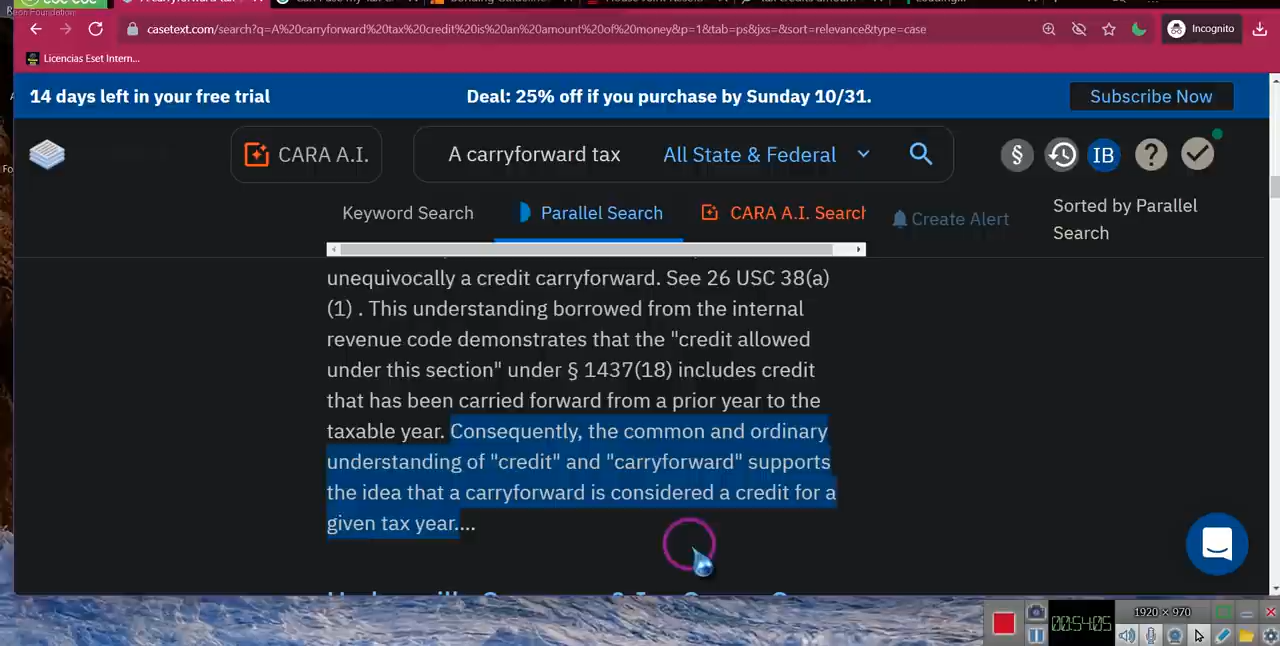 casetext.com/search?q=A%20carryforward%20tax%20credit%20is%20an%20amount%20of%20money&p=1&tab=ps&jxs=&sort=relevance&type=case
Incognito
Licencias Eset Intern...
14 days left in your free trial
Deal: 25% off if you purchase by Sunday 10/31.
Subscribe Now
CARA A.I.
A carryforward tax
All State & Federal
§
IB
?
Keyword Search
Parallel Search
CARA A.I. Search
Create Alert
Sorted by Parallel
Search
unequivocally a credit carryforward. See 26 USC 38(a)
(1) . This understanding borrowed from the internal
revenue code demonstrates that the "credit allowed
under this section" under § 1437(18) includes credit
that has been carried forward from a prior year to the
taxable year. Consequently, the common and ordinary
understanding of "credit" and "carryforward" supports
the idea that a carryforward is considered a credit for a
given tax year....
1920 × 970
00:54:05